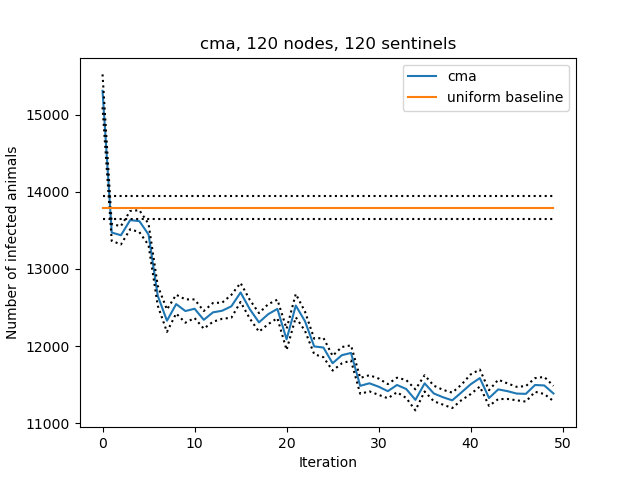 cma, 120 nodes, 120 sentinels
cma
uniform baseline
Number of infected animals
15000
14000
13000
12000
11000
0 10 20 30 40 50
Iteration